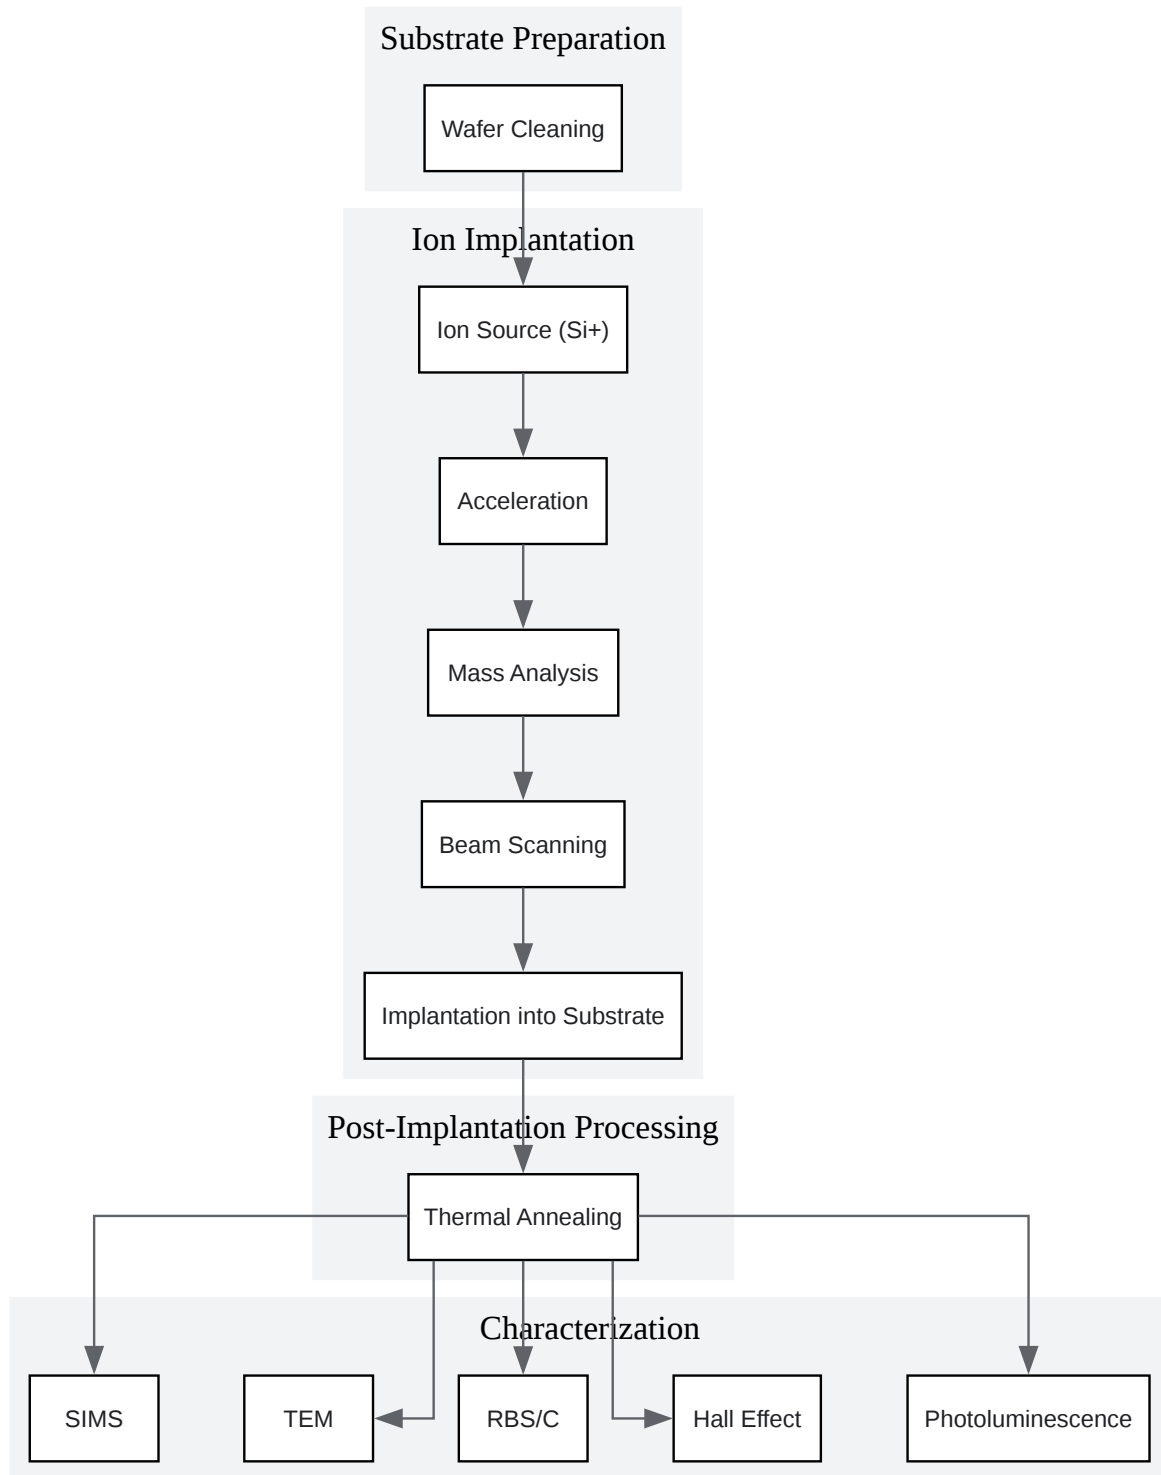 Substrate Preparation
Wafer Cleaning
Ion Implantation
Ion Source (Si+)
Acceleration
Mass Analysis
Beam Scanning
Implantation into Substrate
Post-Implantation Processing
Thermal Annealing
Characterization
SIMS
TEM
RBS/C
Hall Effect
Photoluminescence